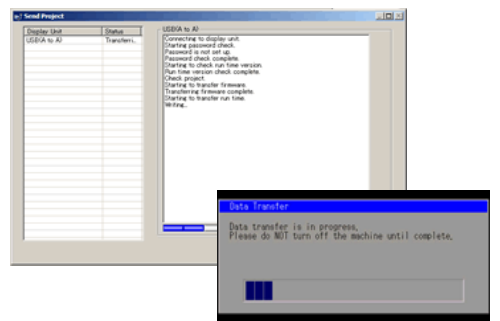 Send Project
Display Unit Status
USB(A to A) Transferri..
USB(A to A)
Connecting to display unit.
Starting password check.
Password is not set up.
Password check complete.
Starting to check run time version.
Run time version check complete.
Check project.
Starting to transfer firmware.
Transferring firmware complete.
Starting to transfer run time.
Writing...
Data Transfer
Data transfer is in progress,
Please do NOT turn off the machine until complete.